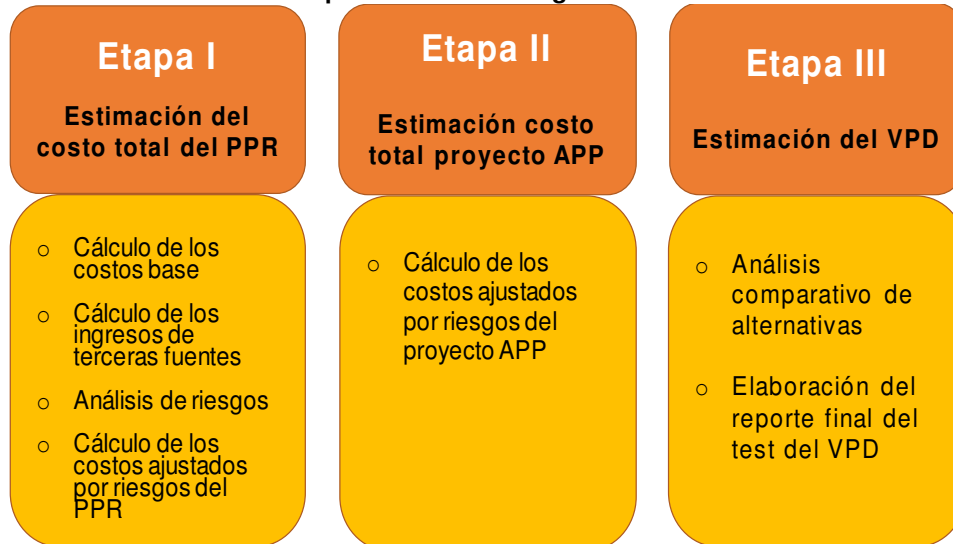 Etapa I
Estimación del
costo total del PPR
o Cálculo de los
costos base
o Cálculo de los
ingresos de
terceras fuentes
o Análisis de riesgos
o Cálculo de los
costos ajustados
por riesgos del
PPR
Etapa II
Estimación costo
total proyecto APP
o Cálculo de los
costos ajustados
por riesgos del
proyecto APP
Etapa III
Estimación del VPD
o Análisis
comparativo de
alternativas
o Elaboración del
reporte final del
test del VPD